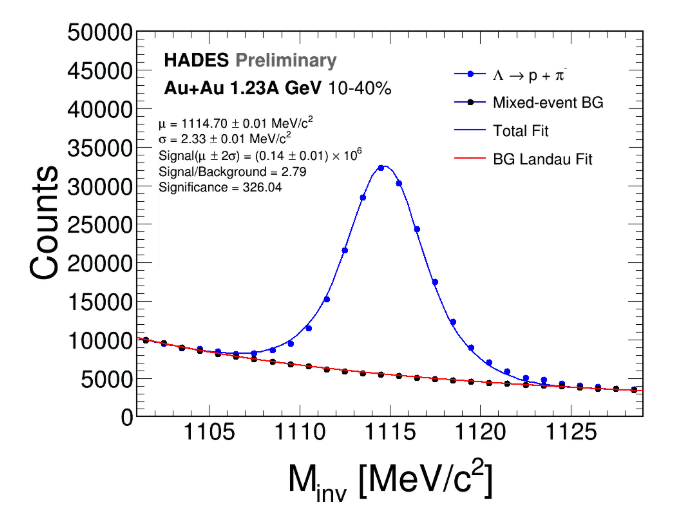 HADES Preliminary
Au+Au 1.23A GeV 10-40%
μ = 1114.70 ± 0.01 MeV/c²
σ = 2.33 ± 0.01 MeV/c²
Signal(μ ± 2σ) = (0.14 ± 0.01) × 10⁶
Signal/Background = 2.79
Significance = 326.04
Λ → p + π⁻
Mixed-event BG
Total Fit
BG Landau Fit
Counts
50000
45000
40000
35000
30000
25000
20000
15000
10000
5000
0
1105 1110 1115 1120 1125
M_inv [MeV/c²]